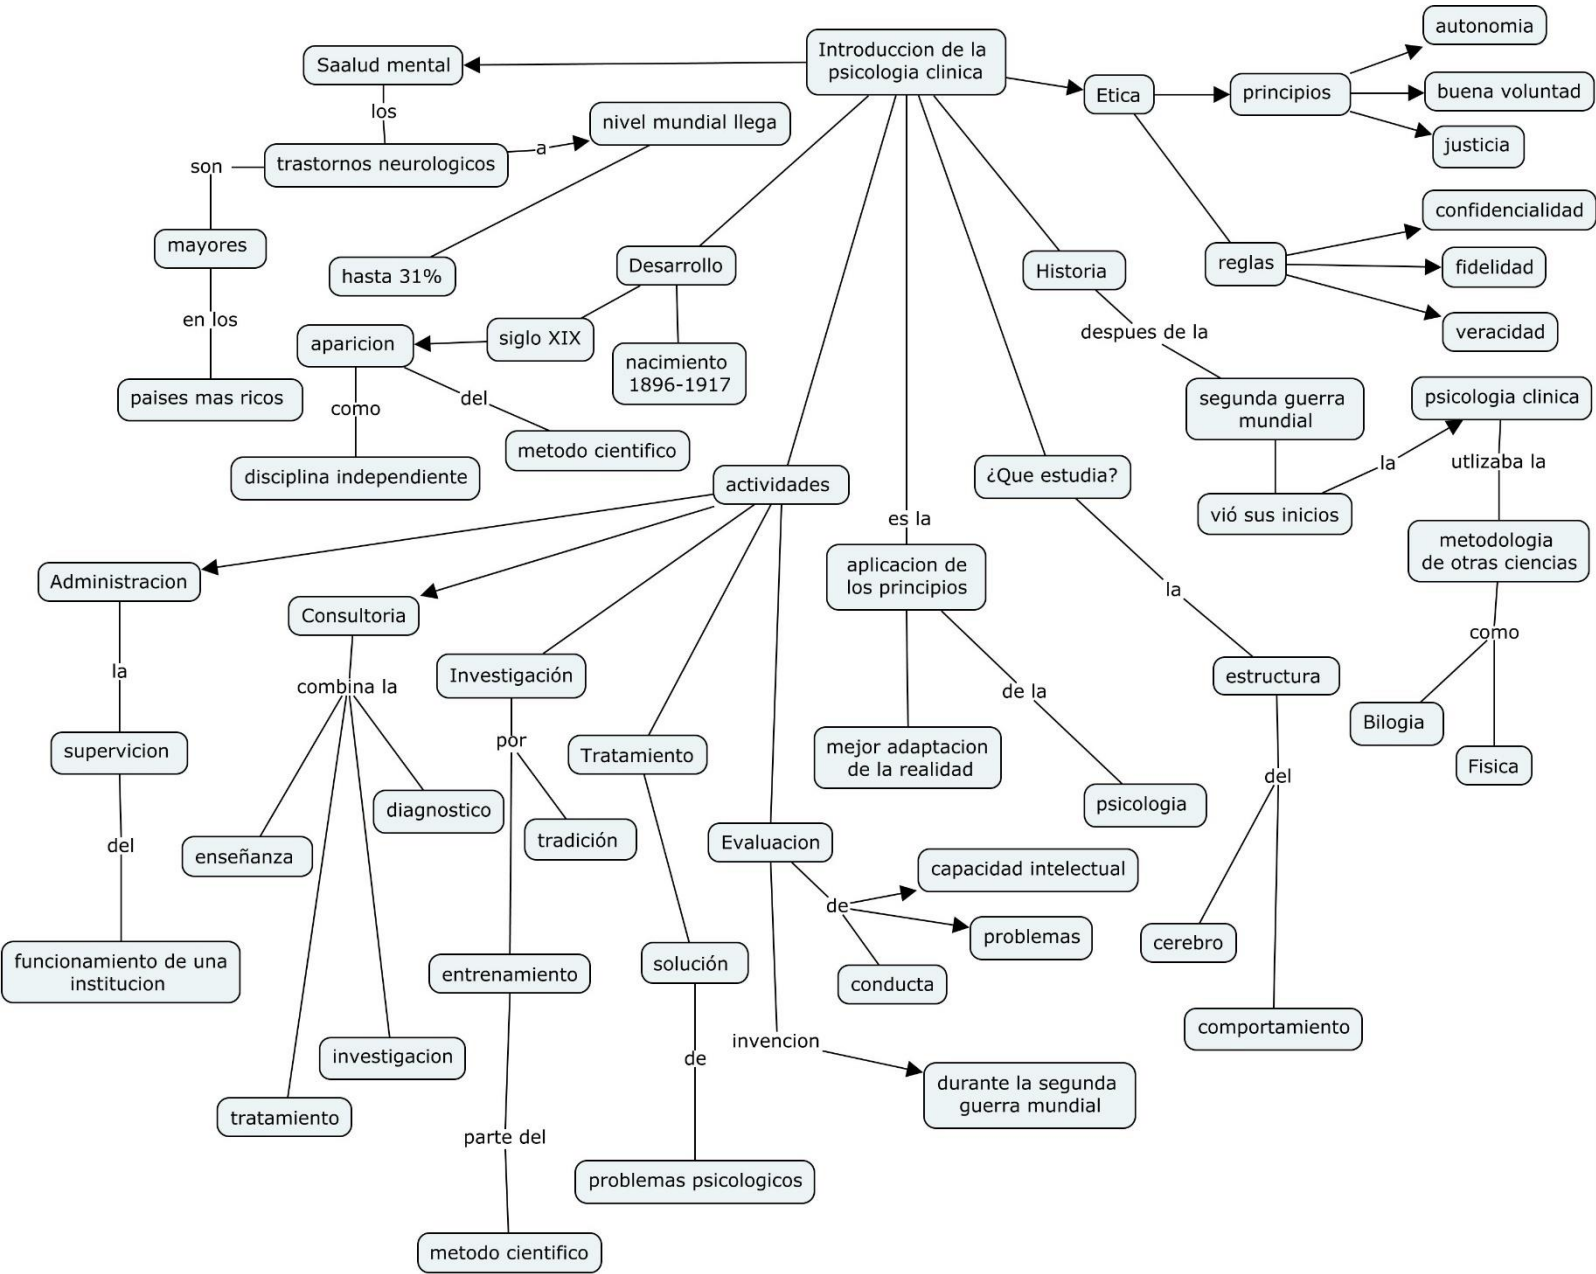 Introduccion de la
psicologia clinica
Saalud mental
los
trastornos neurologicos
a
nivel mundial llega
hasta 31%
son
mayores
en los
paises mas ricos
Etica
principios
autonomia
buena voluntad
justicia
reglas
confidencialidad
fidelidad
veracidad
Desarrollo
siglo XIX
nacimiento
1896-1917
aparicion
como
disciplina independiente
del
metodo cientifico
Historia
despues de la
segunda guerra
mundial
vió sus inicios
la
psicologia clinica
utlizaba la
metodologia
de otras ciencias
como
Bilogia
Fisica
¿Que estudia?
la
estructura
del
cerebro
comportamiento
es la
aplicacion de
los principios
mejor adaptacion
de la realidad
de la
psicologia
actividades
Administracion
la
supervicion
del
funcionamiento de una
institucion
Consultoria
combina la
enseñanza
tratamiento
investigacion
diagnostico
Investigación
por
tradición
entrenamiento
parte del
metodo cientifico
Tratamiento
solución
de
problemas psicologicos
Evaluacion
de
capacidad intelectual
problemas
conducta
invencion
durante la segunda
guerra mundial